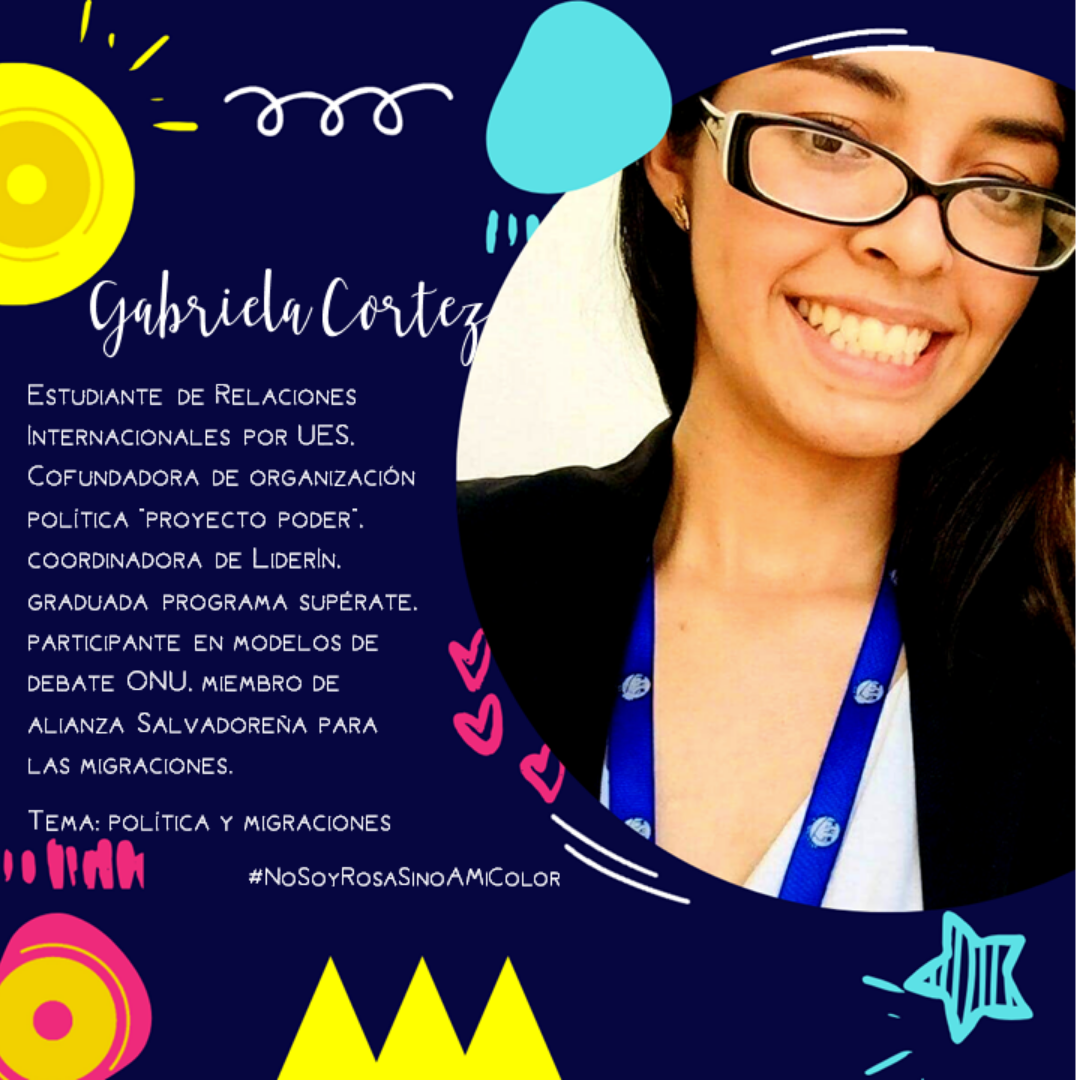 Gabriela Cortez
Estudiante de Relaciones
Internacionales por UES.
Cofundadora de organización
política "proyecto poder".
coordinadora de LiderIn.
graduada programa supérate.
participante en modelos de
debate ONU. miembro de
alianza Salvadoreña para
las migraciones.
Tema: política y migraciones
#NoSoyRosaSinoAMiColor